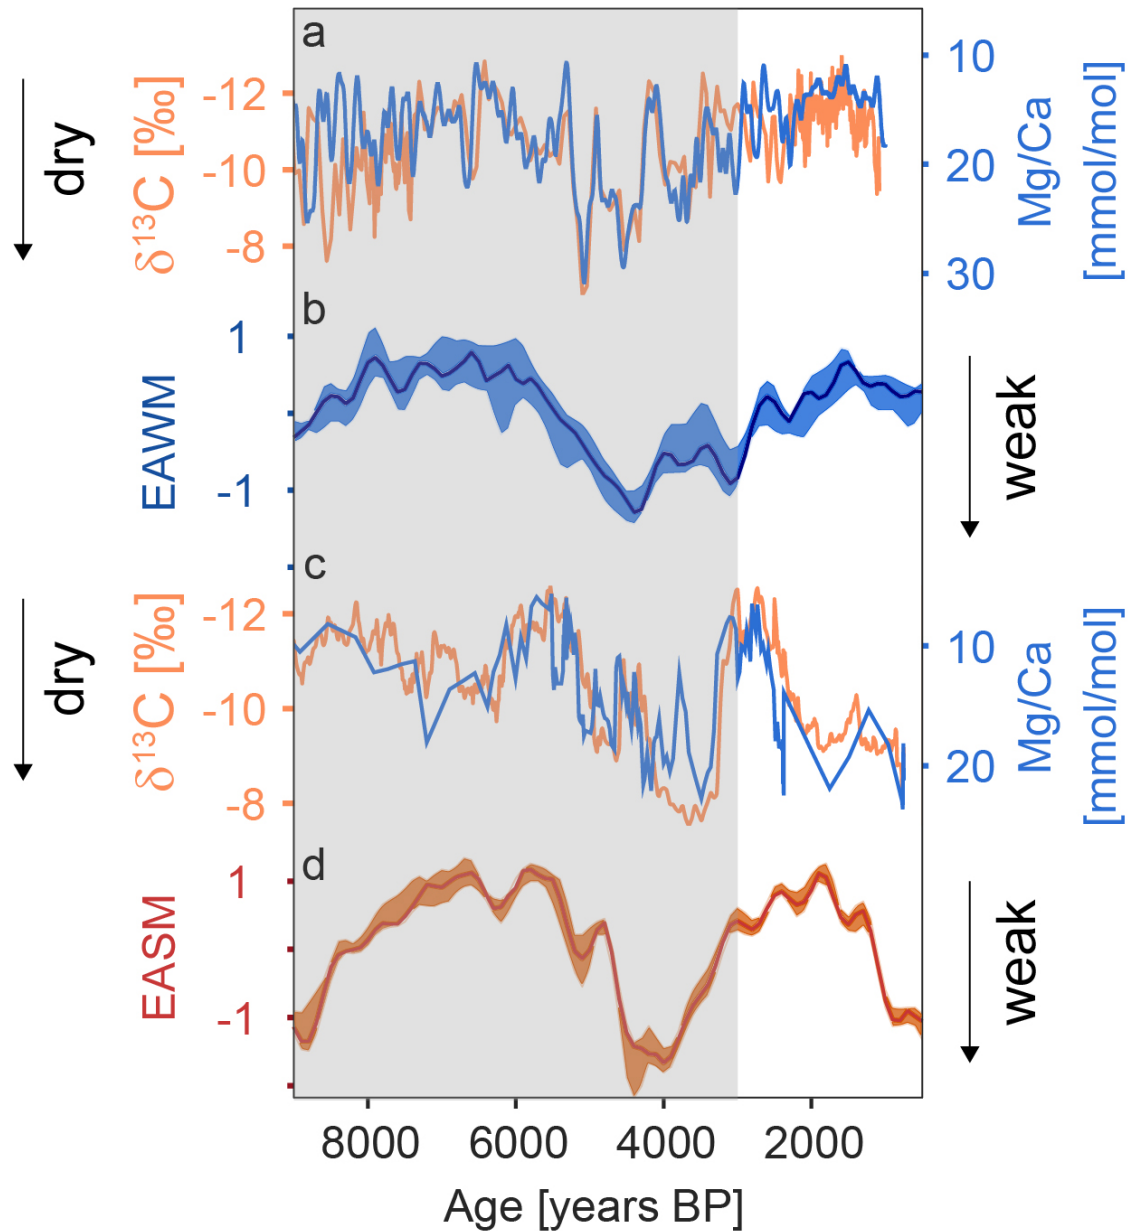 a
dry
δ13C [‰]
-12
-10
-8
10
20
30
Mg/Ca
[mmol/mol]
b
EAWM
1
-1
weak
c
dry
δ13C [‰]
-12
-10
-8
10
20
Mg/Ca
[mmol/mol]
d
EASM
1
-1
weak
8000 6000 4000 2000
Age [years BP]